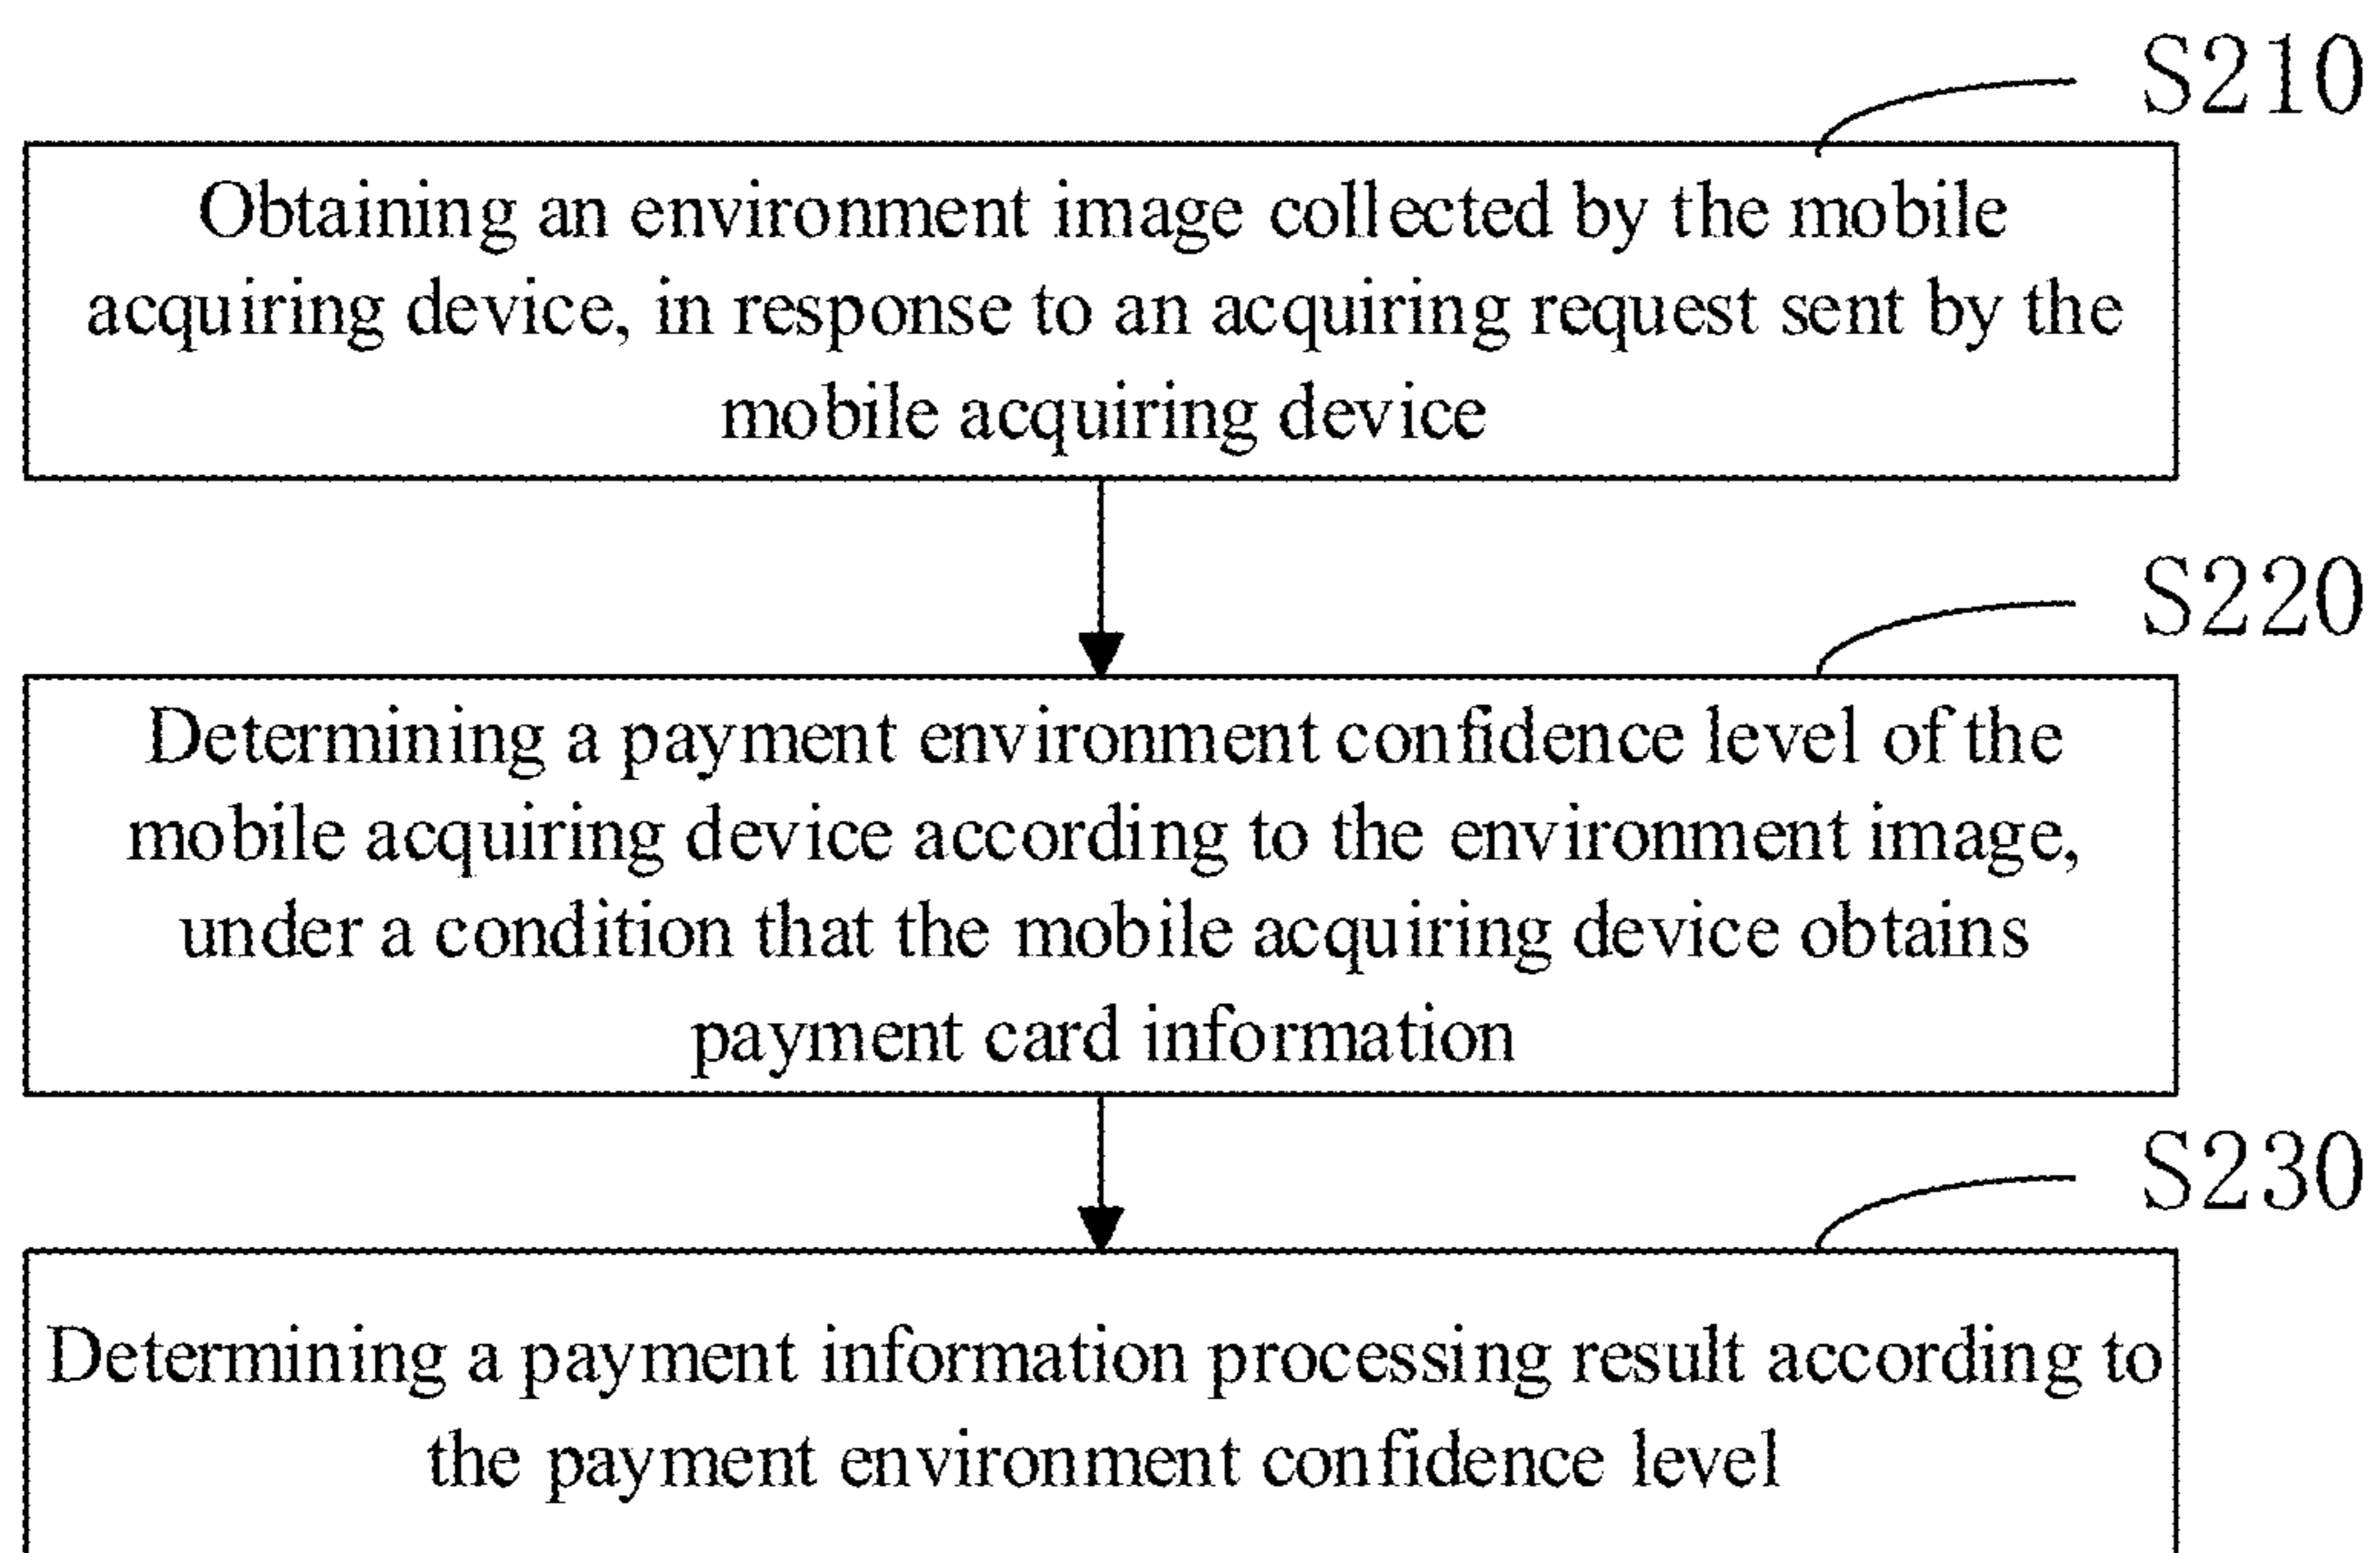 S210
Obtaining an environment image collected by the mobile
acquiring device, in response to an acquiring request sent by the
mobile acquiring device
S220
Determining a payment environment confidence level of the
mobile acquiring device according to the environment image,
under a condition that the mobile acquiring device obtains
payment card information
S230
Determining a payment information processing result according to
the payment environment confidence level